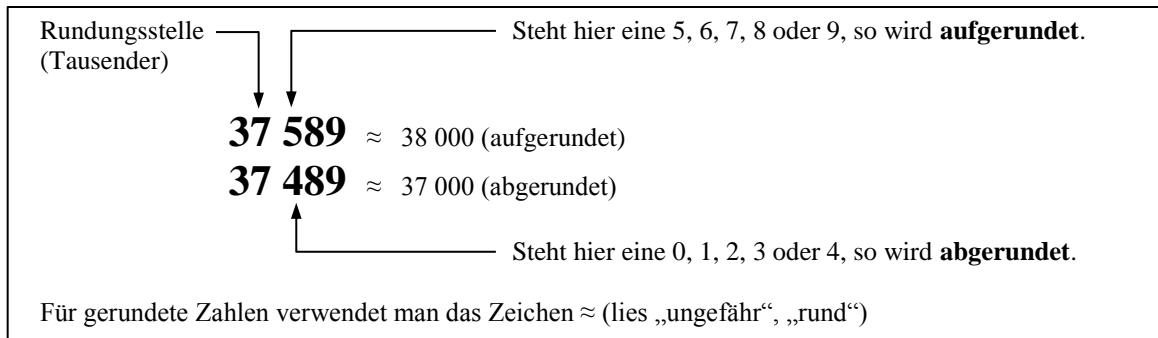 Rundungsstelle
(Tausender)
Steht hier eine 5, 6, 7, 8 oder 9, so wird aufgerundet.
37 589 ≈ 38 000 (aufgerundet)
37 489 ≈ 37 000 (abgerundet)
Steht hier eine 0, 1, 2, 3 oder 4, so wird abgerundet.
Für gerundete Zahlen verwendet man das Zeichen ≈ (lies „ungefähr“, „rund“)